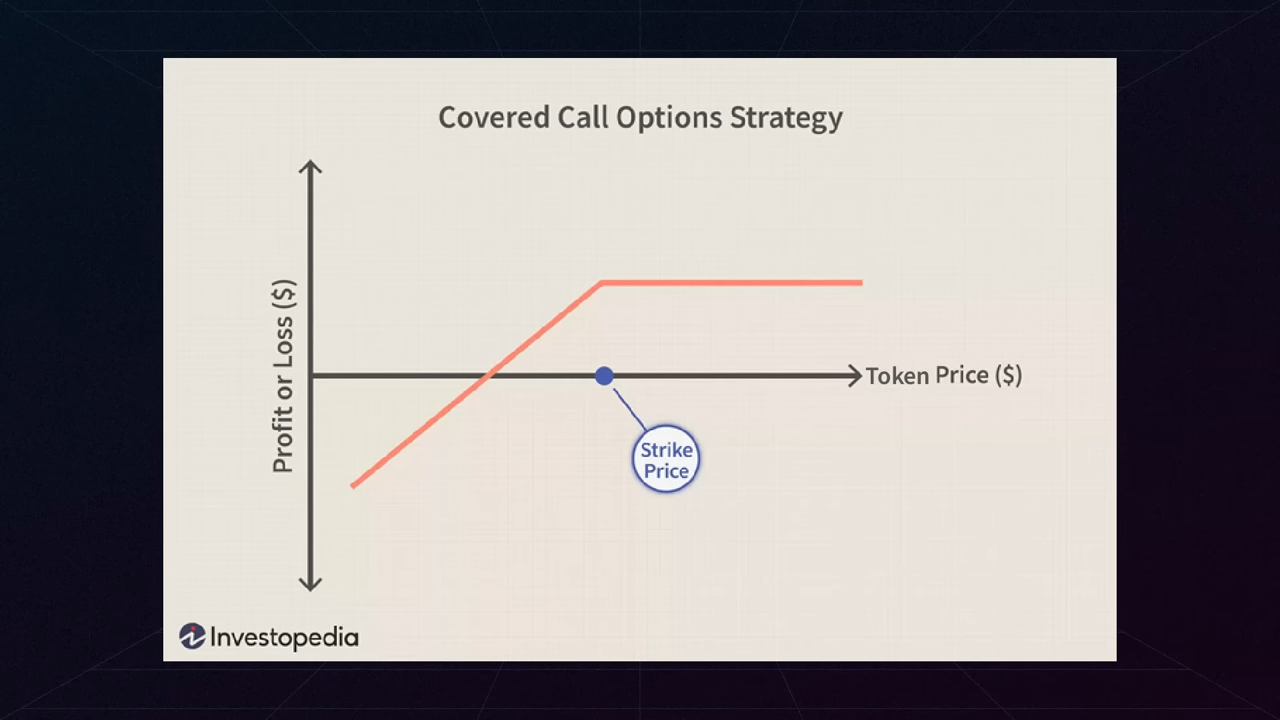 Covered Call Options Strategy
Profit or Loss ($)
Token Price ($)
Strike
Price
Investopedia